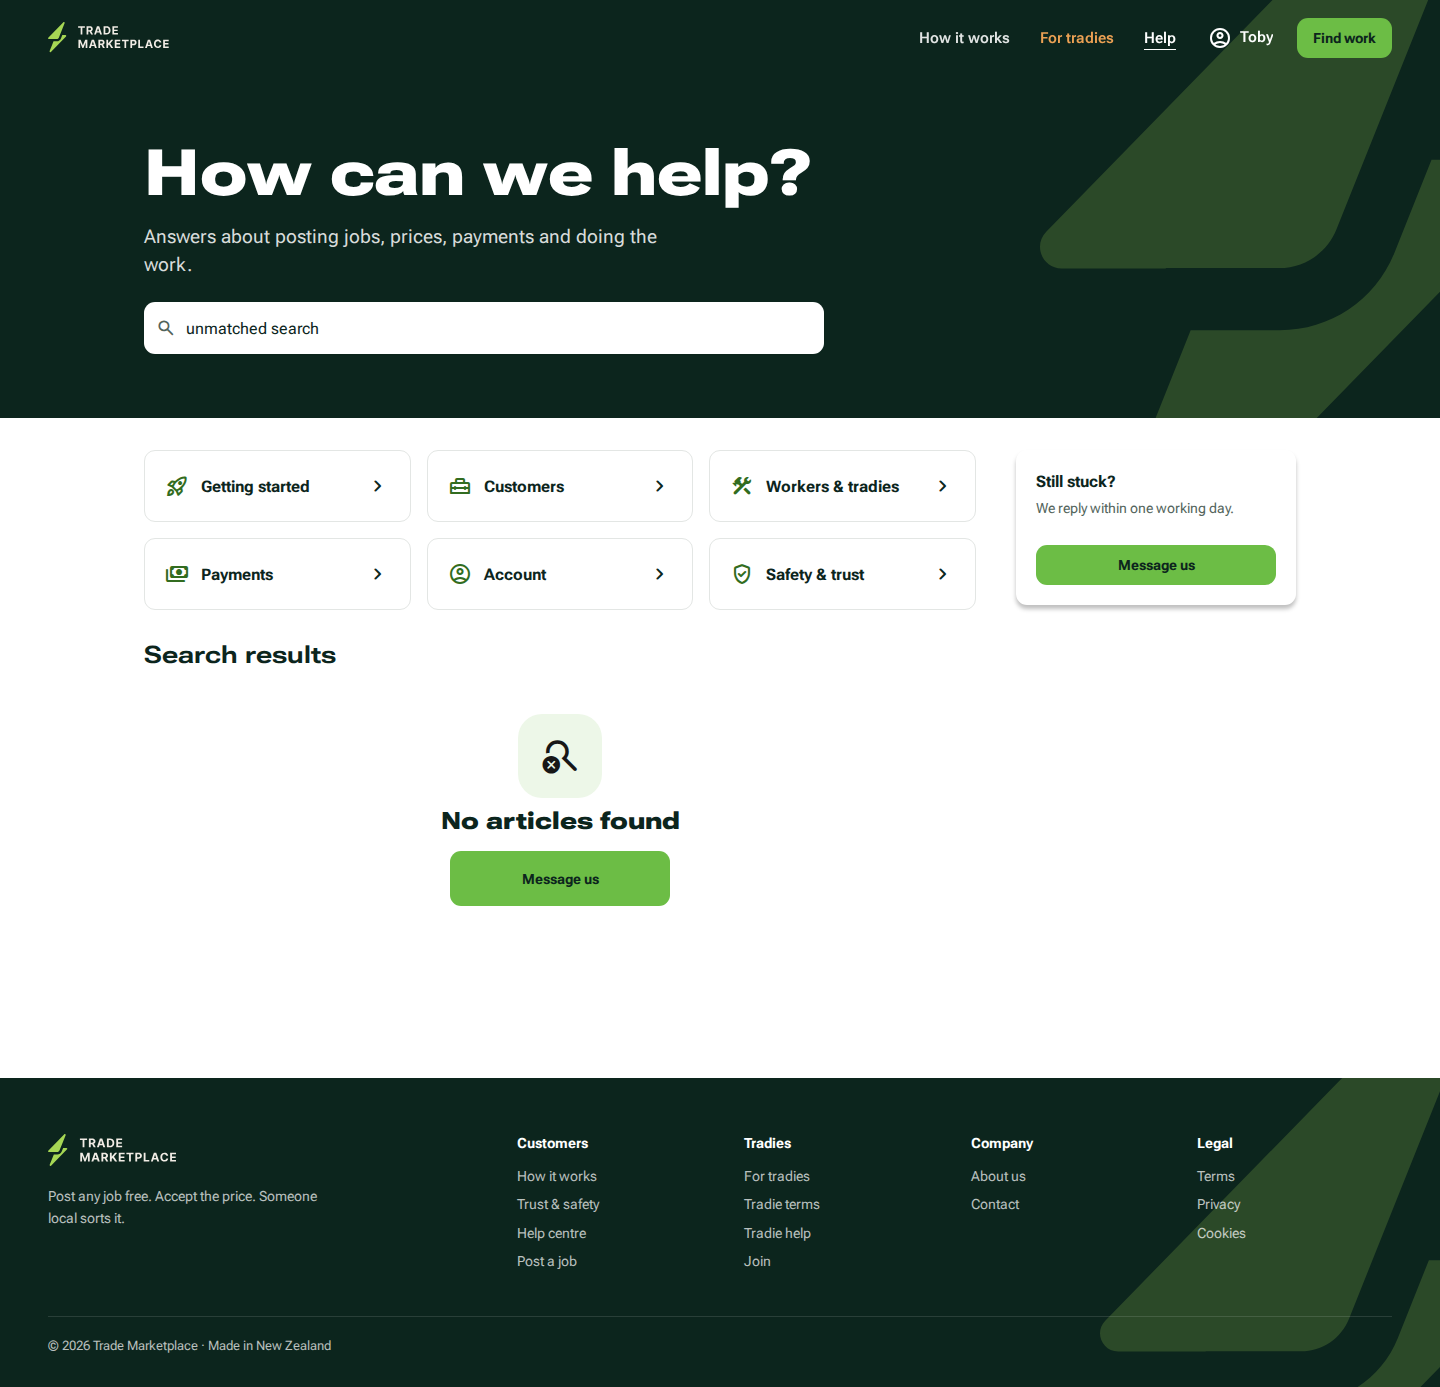 TRADE
MARKETPLACE
How it works
For tradies
Help
Toby
Find work
How can we help?
Answers about posting jobs, prices, payments and doing the
work.
unmatched search
Getting started
Customers
Workers & tradies
Payments
Account
Safety & trust
Still stuck?
We reply within one working day.
Message us
Search results
No articles found
Message us
TRADE
MARKETPLACE
Post any job free. Accept the price. Someone
local sorts it.
Customers
How it works
Trust & safety
Help centre
Post a job
Tradies
For tradies
Tradie terms
Tradie help
Join
Company
About us
Contact
Legal
Terms
Privacy
Cookies
© 2026 Trade Marketplace · Made in New Zealand